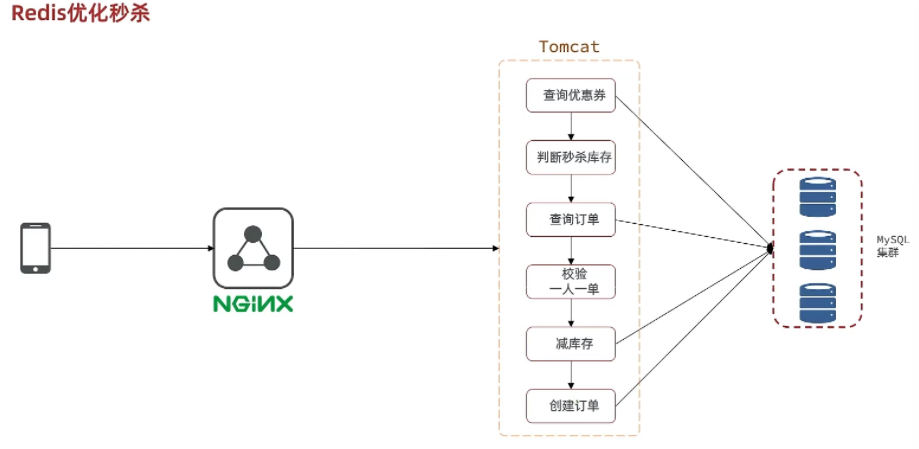 Redis优化秒杀
Tomcat
查询优惠券
判断秒杀库存
查询订单
校验
一人一单
减库存
创建订单
NGINX
MySQL
集群